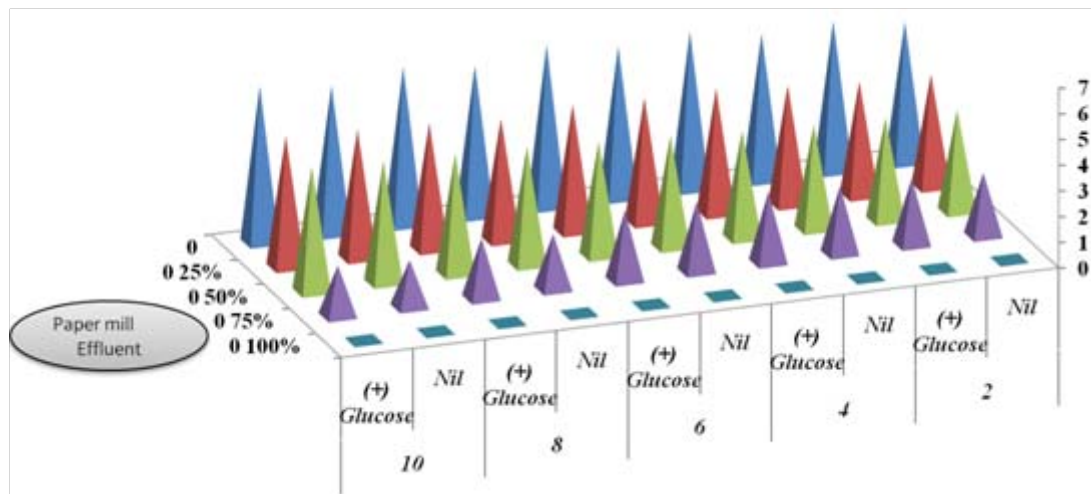 7
6
5
4
3
2
1
0
0
0 25%
0 50%
0 75%
0 100%
Paper mill
Effluent
(+)
Glucose
Nil
(+)
Glucose
Nil
(+)
Glucose
Nil
(+)
Glucose
Nil
(+)
Glucose
Nil
10
8
6
4
2